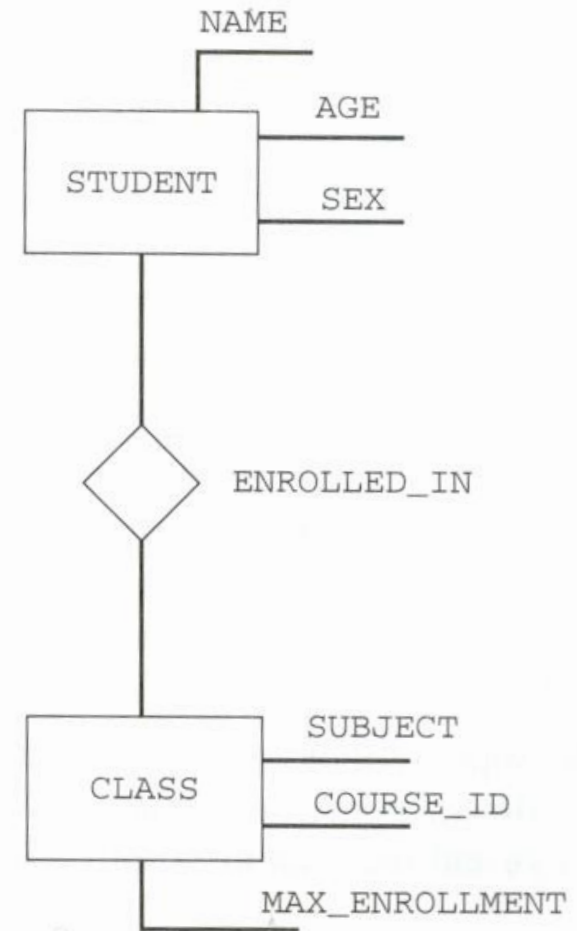 NAME
AGE
STUDENT
SEX
ENROLLED_IN
SUBJECT
CLASS
COURSE_ID
MAX_ENROLLMENT